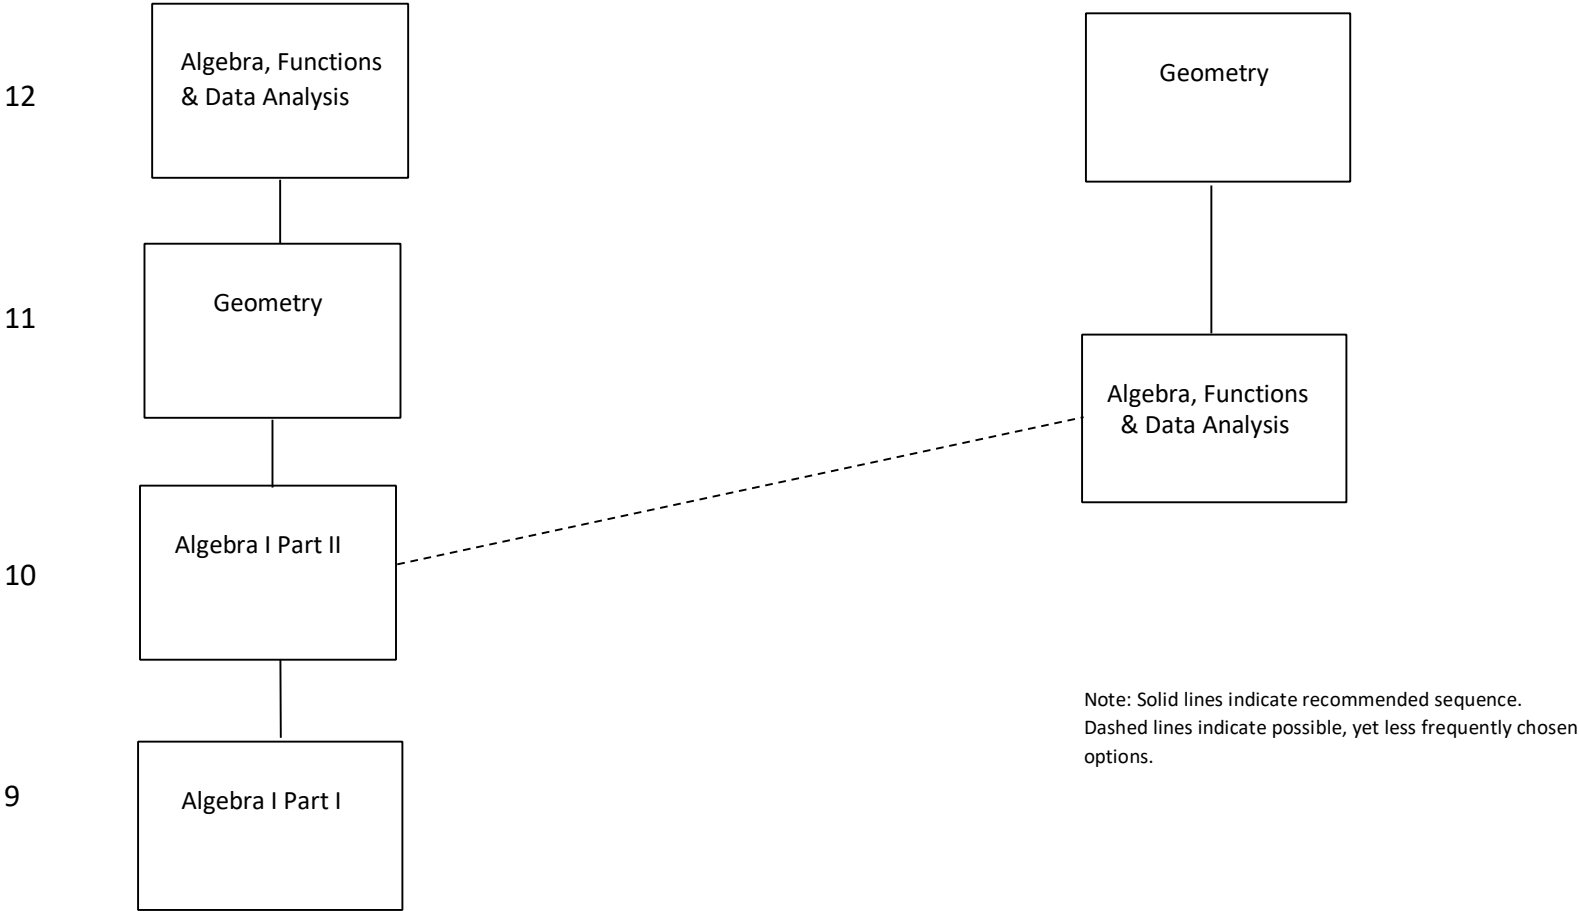 12
Algebra, Functions
& Data Analysis
Geometry
11
Geometry
Algebra, Functions
& Data Analysis
10
Algebra I Part II
Note: Solid lines indicate recommended sequence.
Dashed lines indicate possible, yet less frequently chosen
options.
9
Algebra I Part I